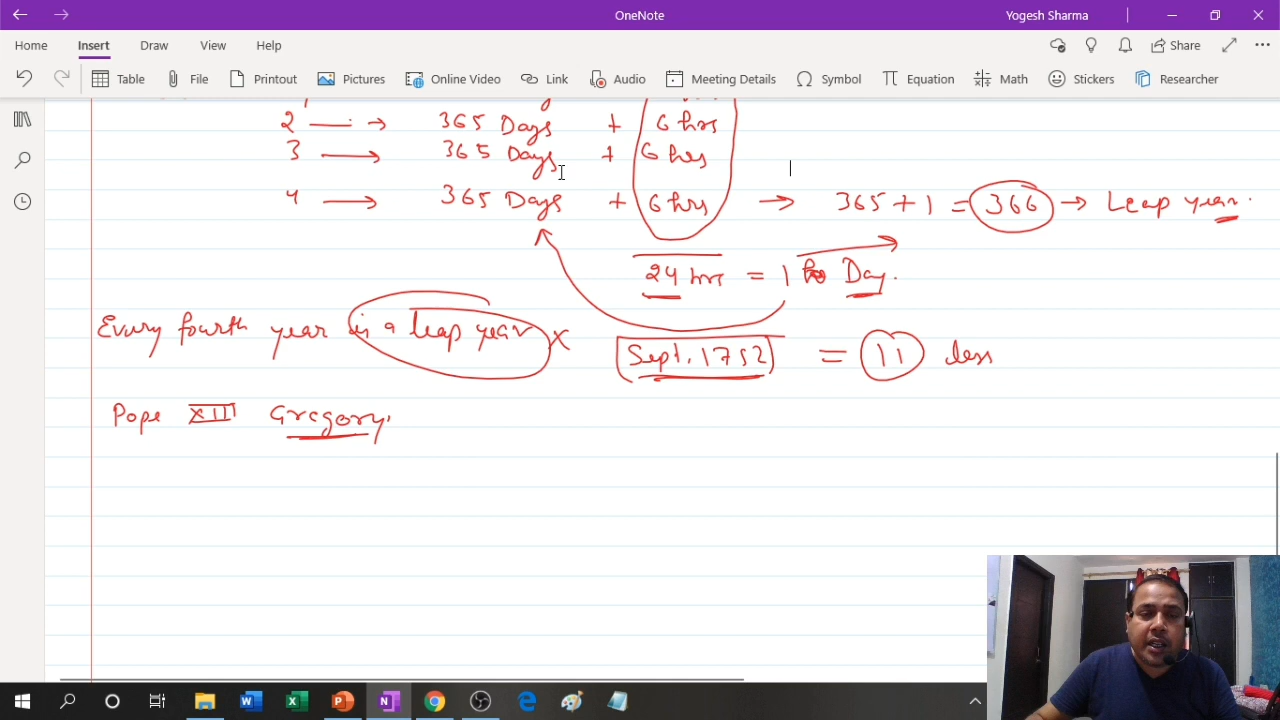 OneNote
Yogesh Sharma
Home Insert Draw View Help Share
Table File Printout Pictures Online Video Link Audio Meeting Details Symbol Equation Math Stickers Researcher
2 → 365 Days + 6 hrs
3 → 365 Days + 6 hrs
4 → 365 Days + 6 hrs → 365 + 1 = 366 → Leap year.
24 hrs = 1 Day.
Every fourth year is a leap year × Sept. 1752 = 11 less
Pope XIII Gregory.